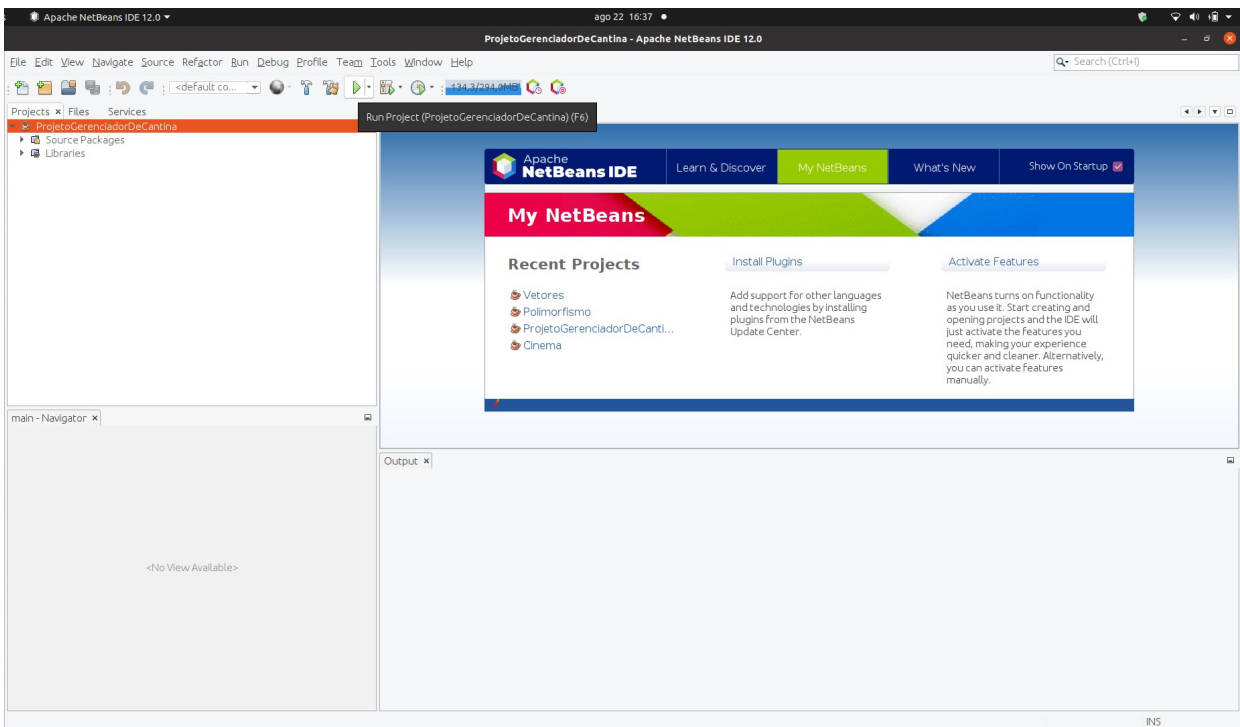 Apache NetBeans IDE 12.0
ago 22 16:37
ProjetoGerenciadorDeCantina - Apache NetBeans IDE 12.0
File Edit View Navigate Source Refactor Run Debug Profile Team Tools Window Help
Search (Ctrl+I)
<default co...
134,3/294,0MB
Projects Files Services
Run Project (ProjetoGerenciadorDeCantina) (F6)
ProjetoGerenciadorDeCantina
Source Packages
Libraries
Apache
NetBeans IDE
Learn & Discover
My NetBeans
What's New
Show On Startup
My NetBeans
Recent Projects
Vetores
Polimorfismo
ProjetoGerenciadorDeCanti...
Cinema
Install Plugins
Add support for other languages
and technologies by installing
plugins from the NetBeans
Update Center.
Activate Features
NetBeans turns on functionality
as you use it. Start creating and
opening projects and the IDE will
just activate the features you
need, making your experience
quicker and cleaner. Alternatively,
you can activate features
manually.
main - Navigator
<No View Available>
Output
INS